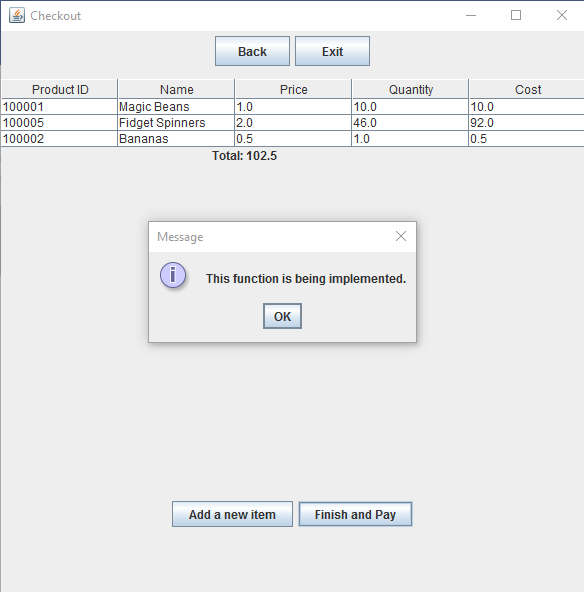 Checkout
Back Exit
Product ID Name Price Quantity Cost
100001 Magic Beans 1.0 10.0 10.0
100005 Fidget Spinners 2.0 46.0 92.0
100002 Bananas 0.5 1.0 0.5
Total: 102.5
Message
i This function is being implemented.
OK
Add a new item Finish and Pay